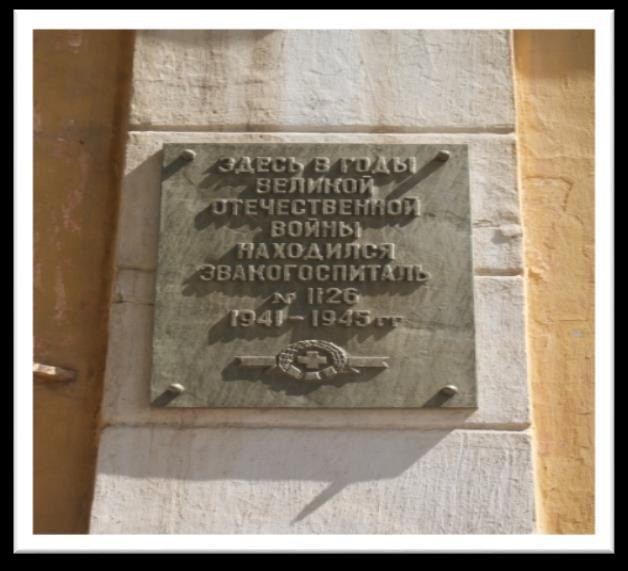 ЗДЕСЬ В ГОДЫ
ВЕЛИКОЙ
ОТЕЧЕСТВЕННОЙ
ВОЙНЫ
НАХОДИЛСЯ
ЭВАКОГОСПИТАЛЬ
№ 1126
1941-1945 гг